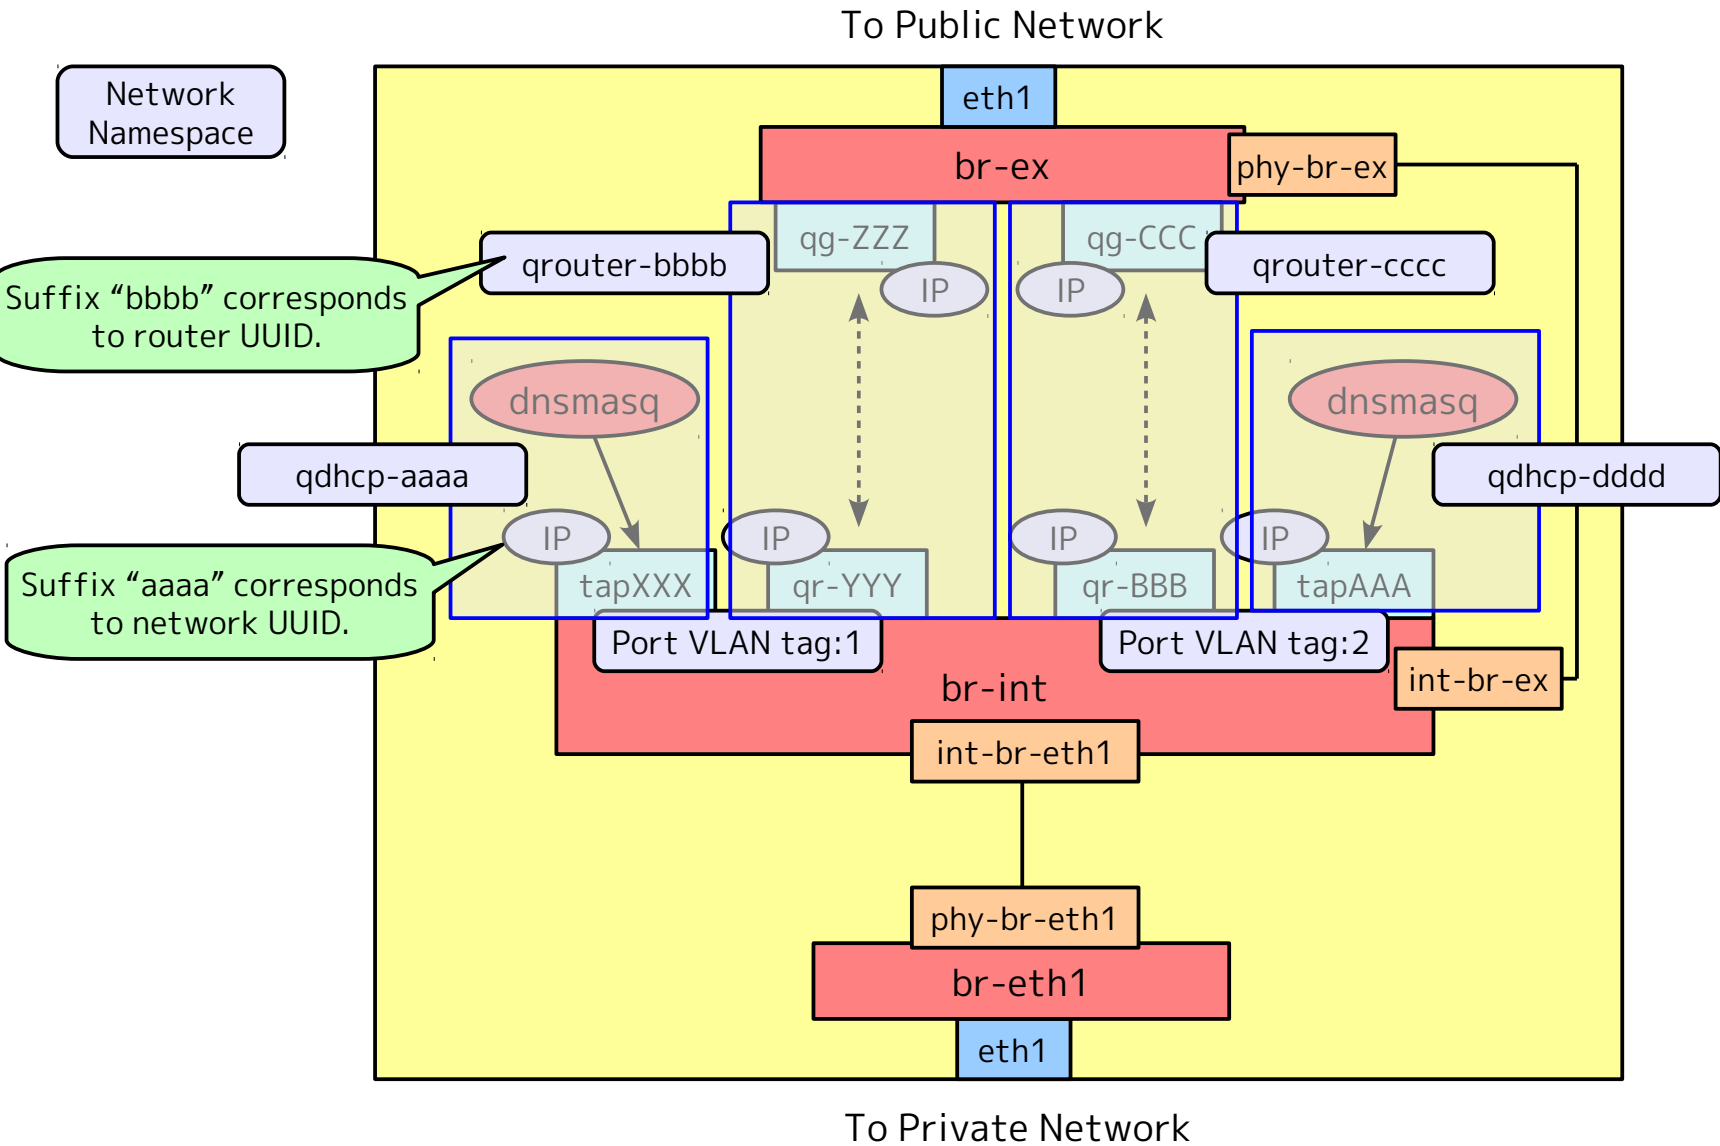 To Public Network
Network
Namespace
eth1
br-ex
phy-br-ex
qg-ZZZ
qg-CCC
qrouter-bbbb
qrouter-cccc
IP
IP
Suffix “bbbb” corresponds
to router UUID.
dnsmasq
dnsmasq
qdhcp-aaaa
qdhcp-dddd
IP
IP
IP
IP
Suffix “aaaa” corresponds
to network UUID.
tapXXX
qr-YYY
qr-BBB
tapAAA
Port VLAN tag:1
Port VLAN tag:2
br-int
int-br-ex
int-br-eth1
phy-br-eth1
br-eth1
eth1
To Private Network